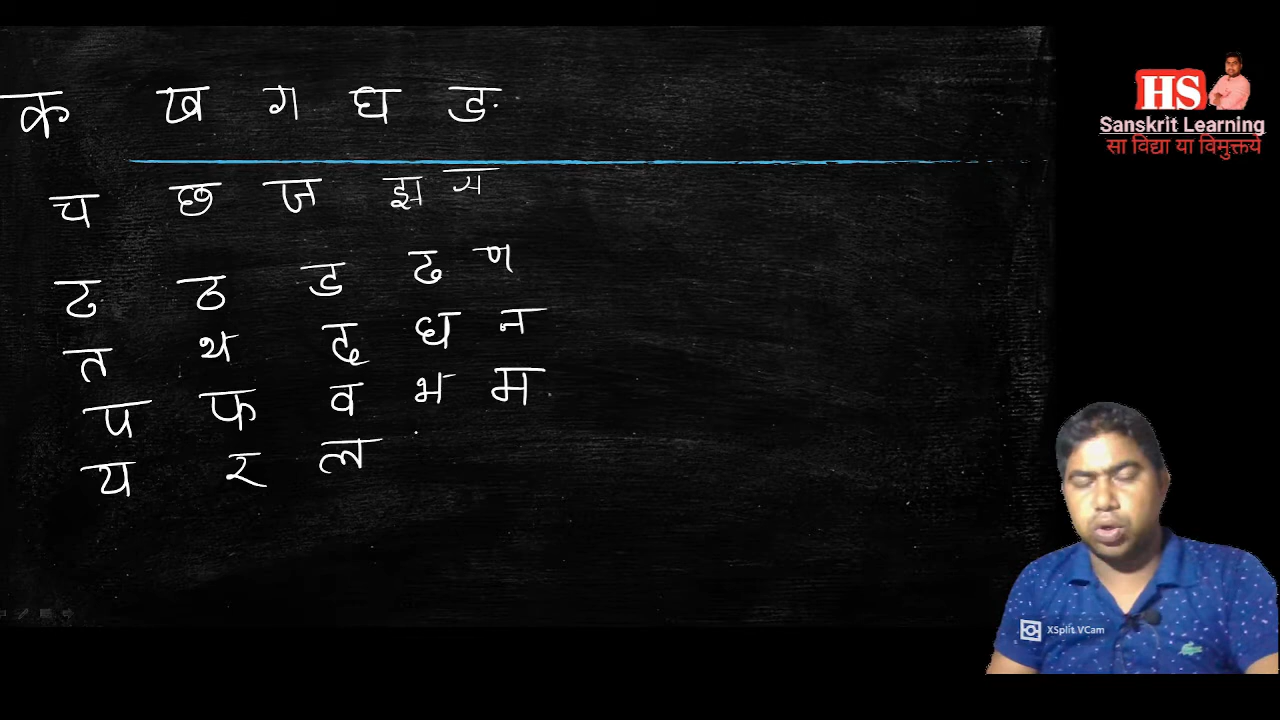 क ख ग घ ङ
च छ ज झ ञ
ट ठ ड ढ ण
त थ द ध न
प फ व भ म
य र ल
HS
Sanskrit Learning
सा विद्या या विमुक्तये
XSplit VCam